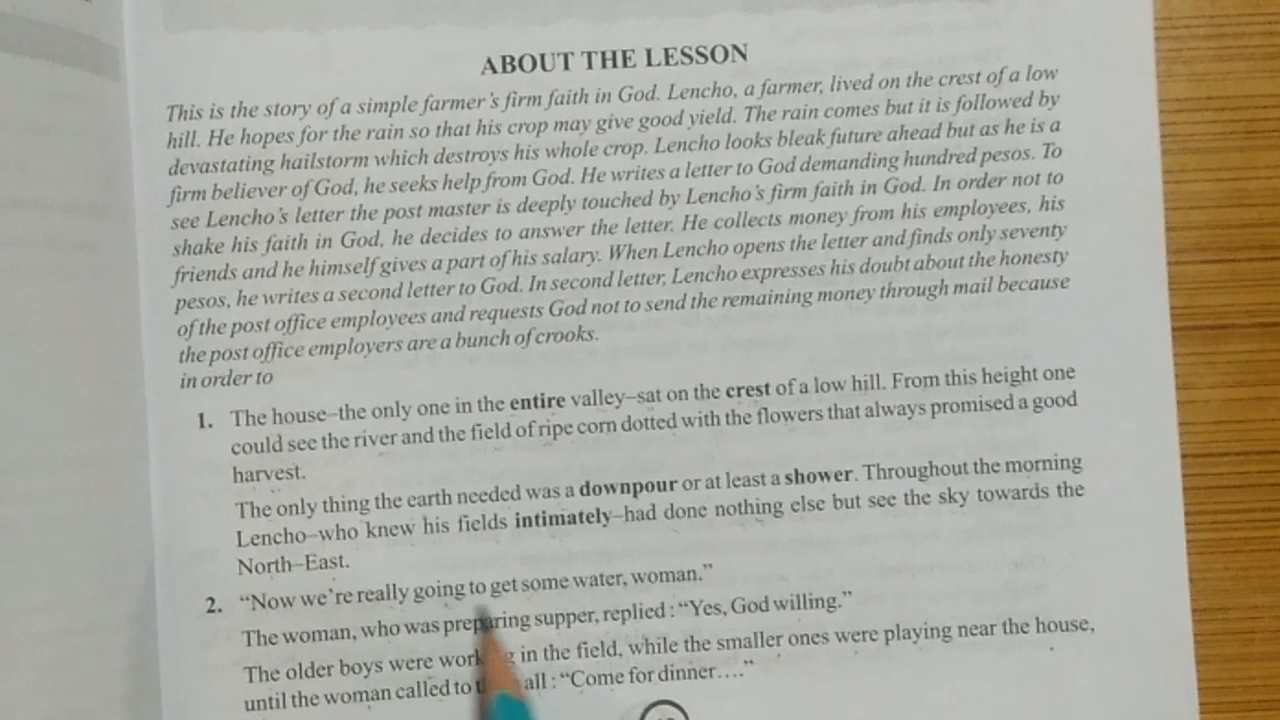 ABOUT THE LESSON
This is the story of a simple farmer's firm faith in God. Lencho, a farmer, lived on the crest of a low
hill. He hopes for the rain so that his crop may give good yield. The rain comes but it is followed by
devastating hailstorm which destroys his whole crop. Lencho looks bleak future ahead but as he is a
firm believer of God, he seeks help from God. He writes a letter to God demanding hundred pesos. To
see Lencho's letter the post master is deeply touched by Lencho's firm faith in God. In order not to
shake his faith in God, he decides to answer the letter. He collects money from his employees, his
friends and he himself gives a part of his salary. When Lencho opens the letter and finds only seventy
pesos, he writes a second letter to God. In second letter, Lencho expresses his doubt about the honesty
of the post office employees and requests God not to send the remaining money through mail because
the post office employers are a bunch of crooks.
in order to
1. The house–the only one in the entire valley–sat on the crest of a low hill. From this height one
could see the river and the field of ripe corn dotted with the flowers that always promised a good
harvest.
The only thing the earth needed was a downpour or at least a shower. Throughout the morning
Lencho–who knew his fields intimately–had done nothing else but see the sky towards the
North–East.
2. “Now we're really going to get some water, woman.”
The woman, who was preparing supper, replied : “Yes, God willing.”
The older boys were working in the field, while the smaller ones were playing near the house,
until the woman called to all : “Come for dinner....”